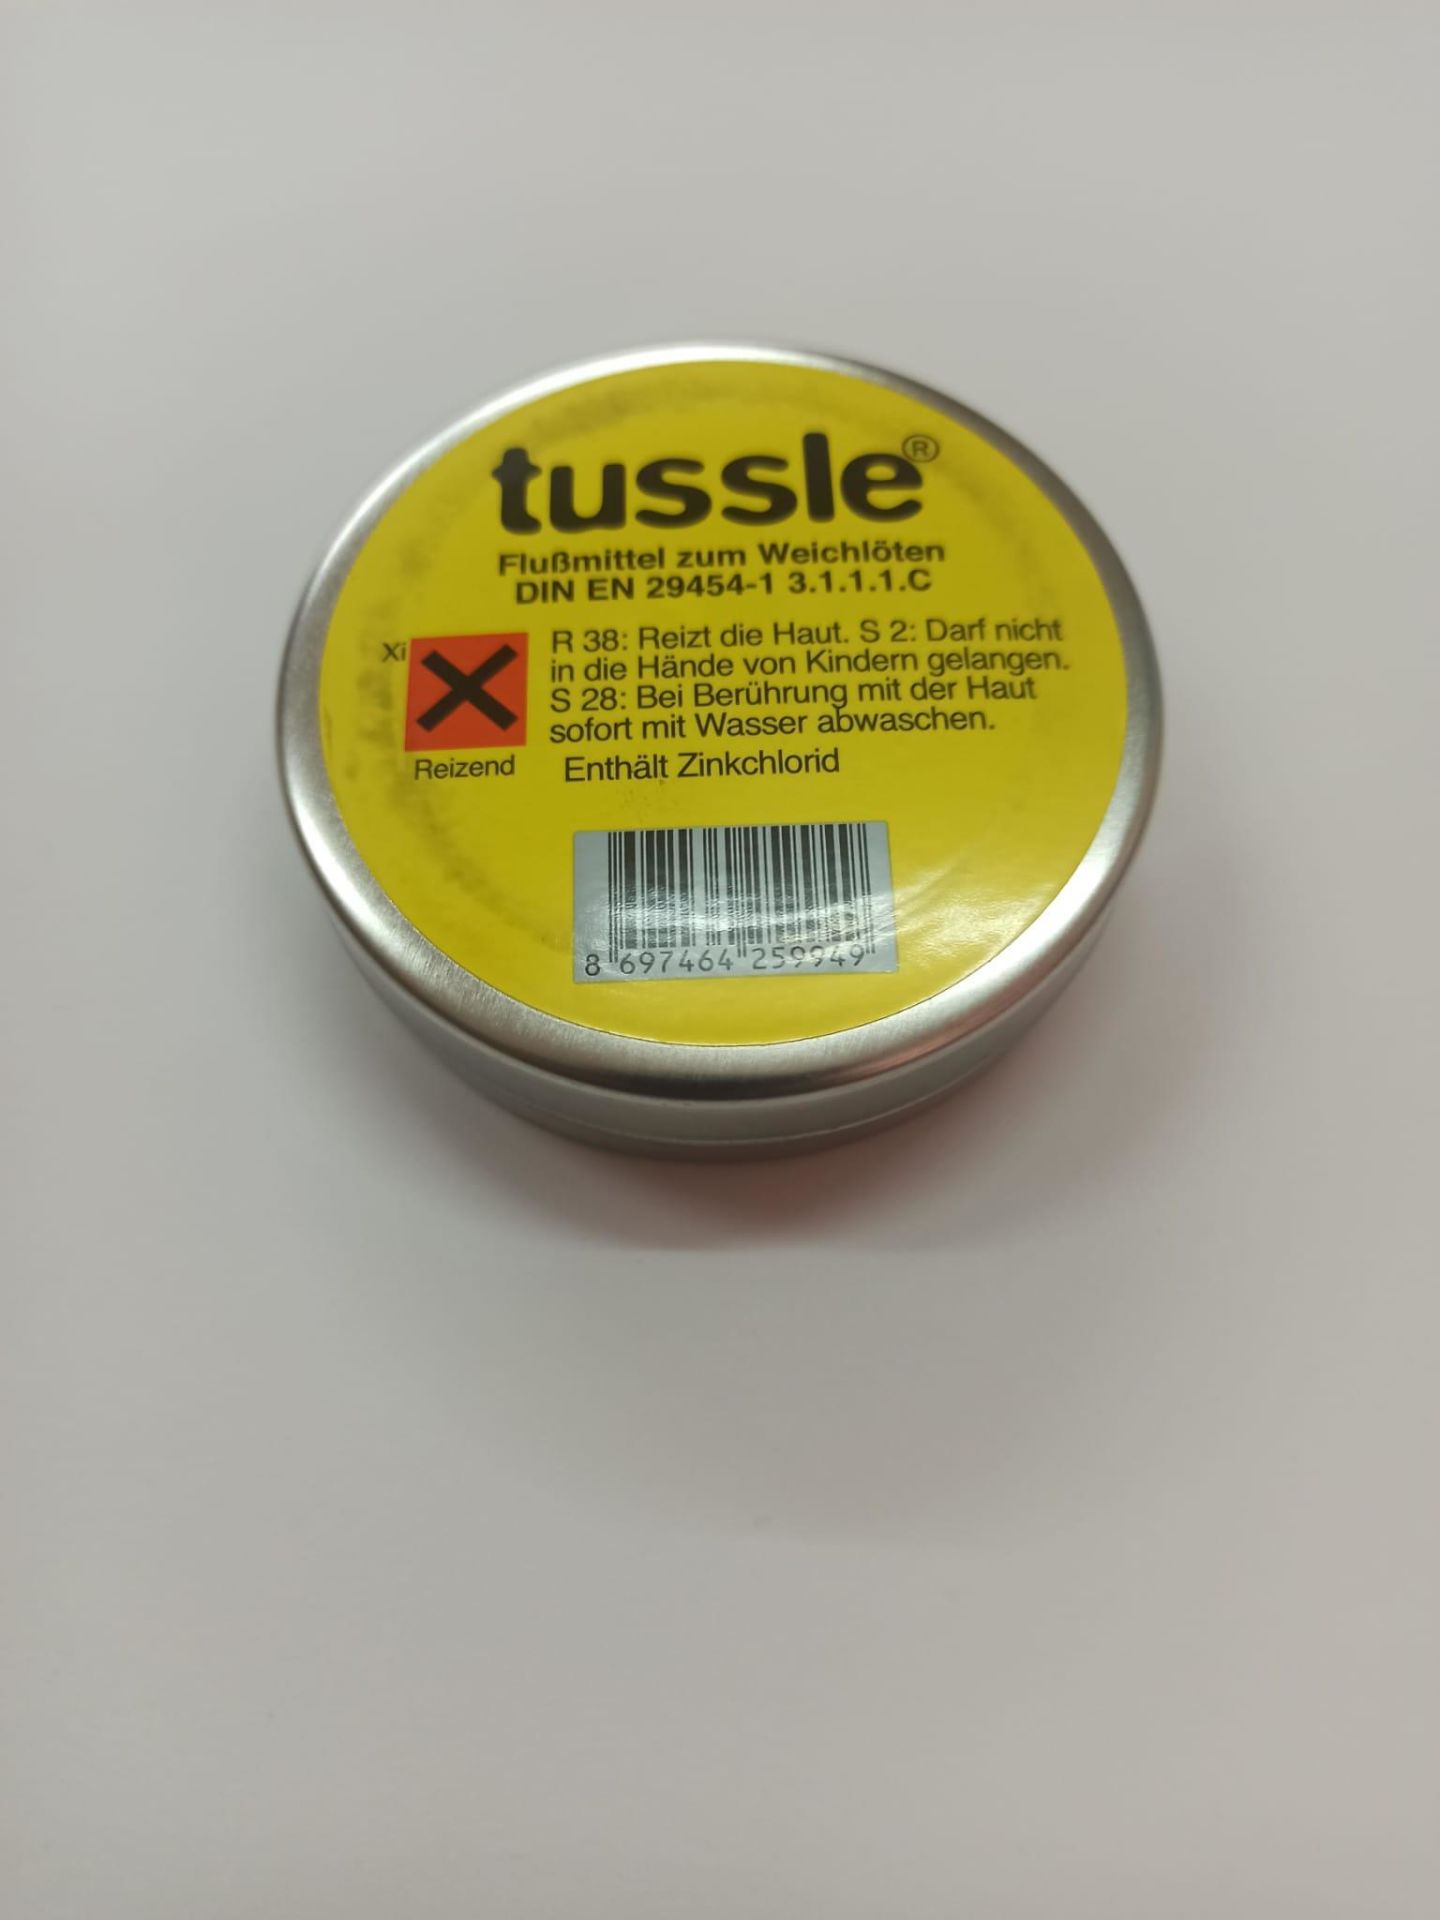 tussle®
Flußmittel zum Weichlöten
DIN EN 29454-1 3.1.1.1.C
Xi
R 38: Reizt die Haut. S 2: Darf nicht
in die Hände von Kindern gelangen.
S 28: Bei Berührung mit der Haut
sofort mit Wasser abwaschen.
Reizend
Enthält Zinkchlorid
8 697464 259949